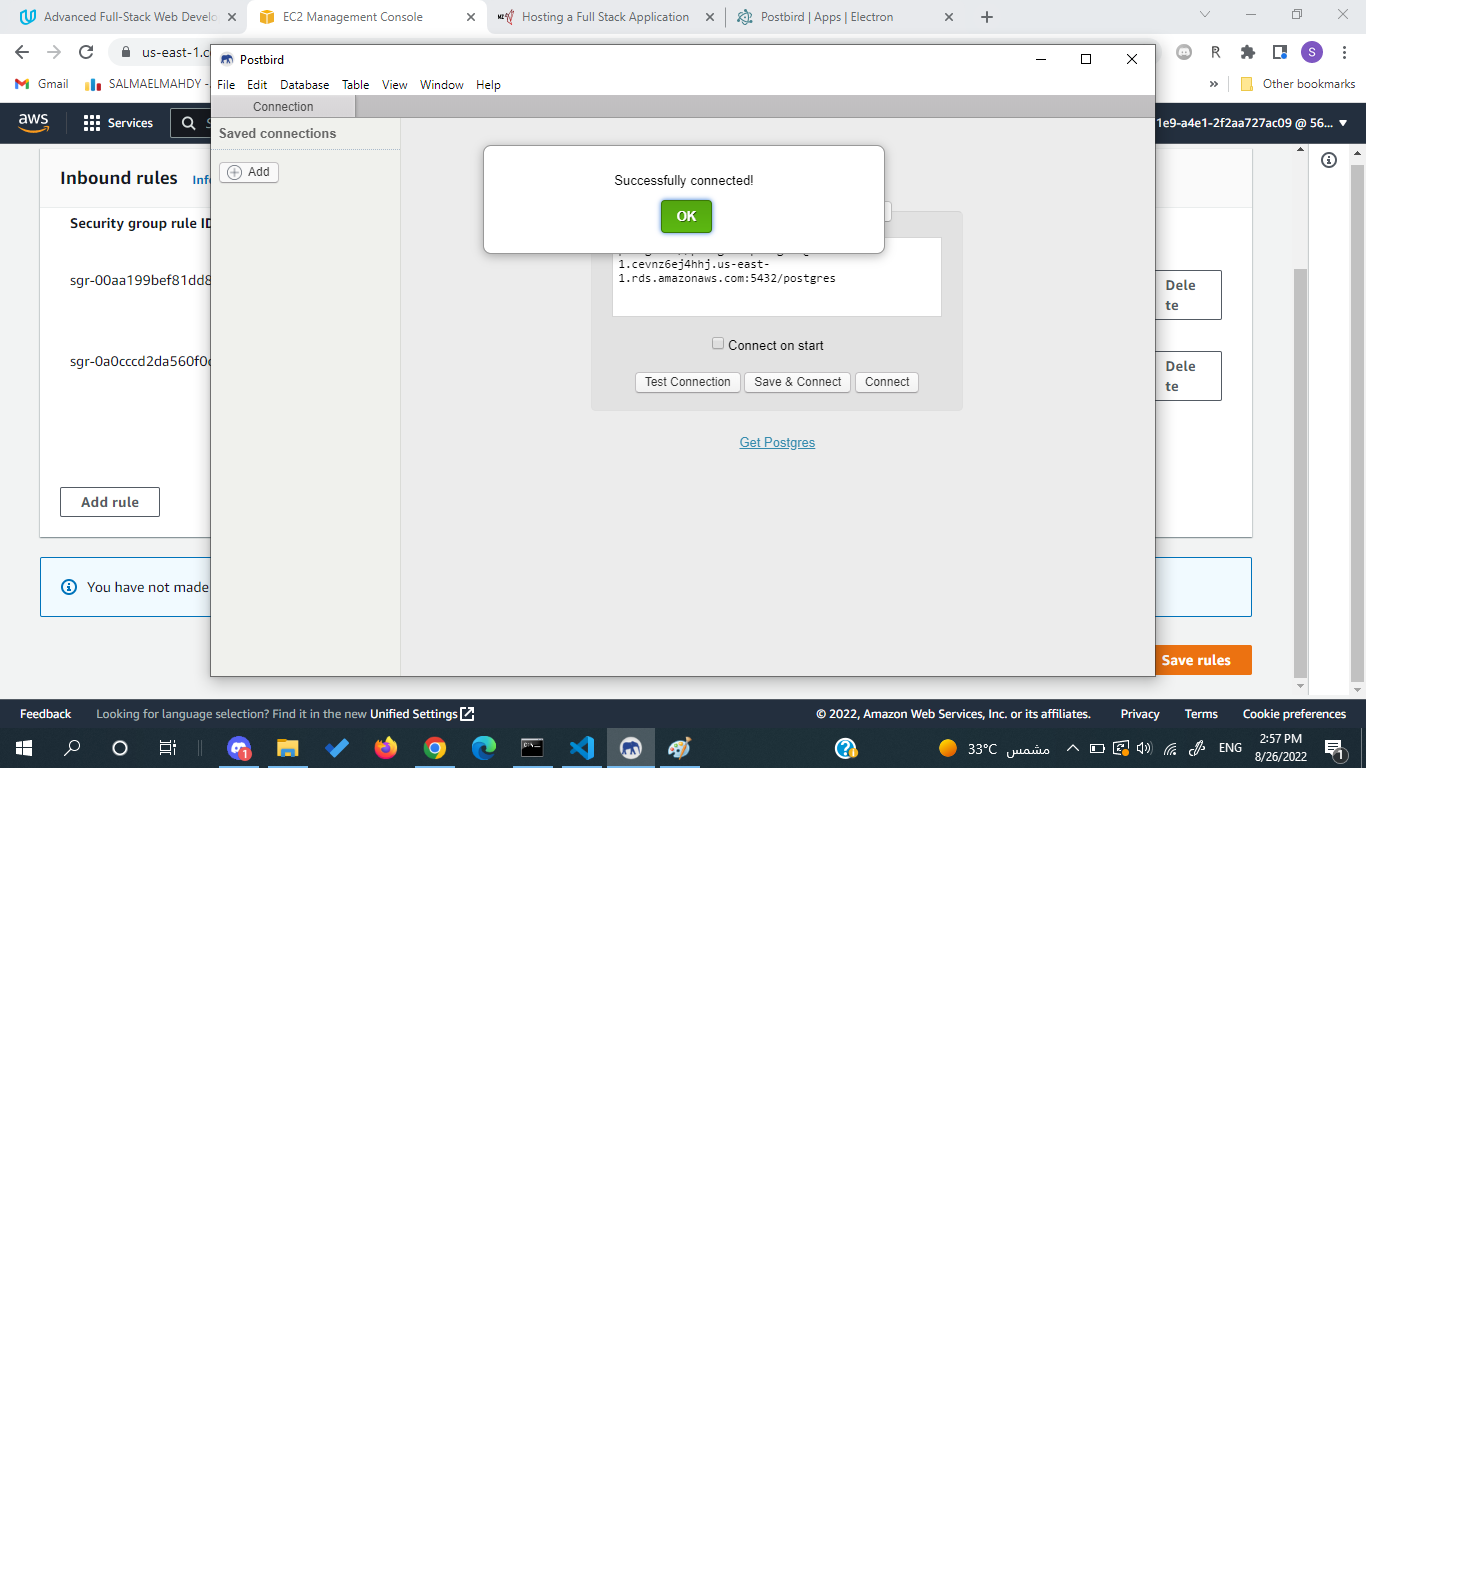 Advanced Full-Stack Web Develo
EC2 Management Console
Hosting a Full Stack Application
Postbird | Apps | Electron
us-east-1.c
R
S
Gmail
SALMAELMAHDY -
Other bookmarks
aws
Services
1e9-a4e1-2f2aa727ac09 @ 56...
Postbird
File Edit Database Table View Window Help
Connection
Saved connections
Add
Successfully connected!
OK
1.cevnz6ej4hhj.us-east-
1.rds.amazonaws.com:5432/postgres
Connect on start
Test Connection
Save & Connect
Connect
Get Postgres
Inbound rules
Info
Security group rule ID
sgr-00aa199bef81dd8
Dele
te
sgr-0a0cccd2da560f0
Dele
te
Add rule
You have not made
Save rules
Feedback
Looking for language selection? Find it in the new Unified Settings
© 2022, Amazon Web Services, Inc. or its affiliates.
Privacy
Terms
Cookie preferences
1
33°C مشمس
ENG
2:57 PM
8/26/2022
1